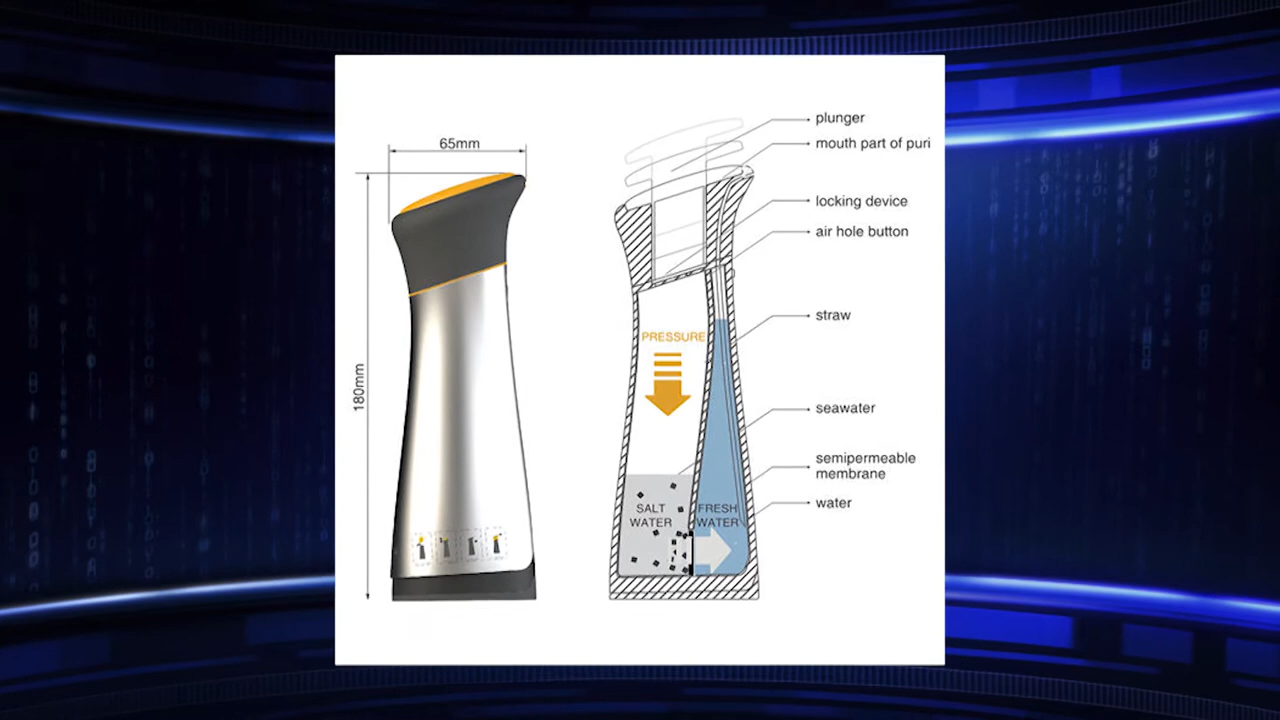 65mm
180mm
plunger
mouth part of puri
locking device
air hole button
PRESSURE
straw
seawater
semipermeable
membrane
water
SALT
WATER
FRESH
WATER